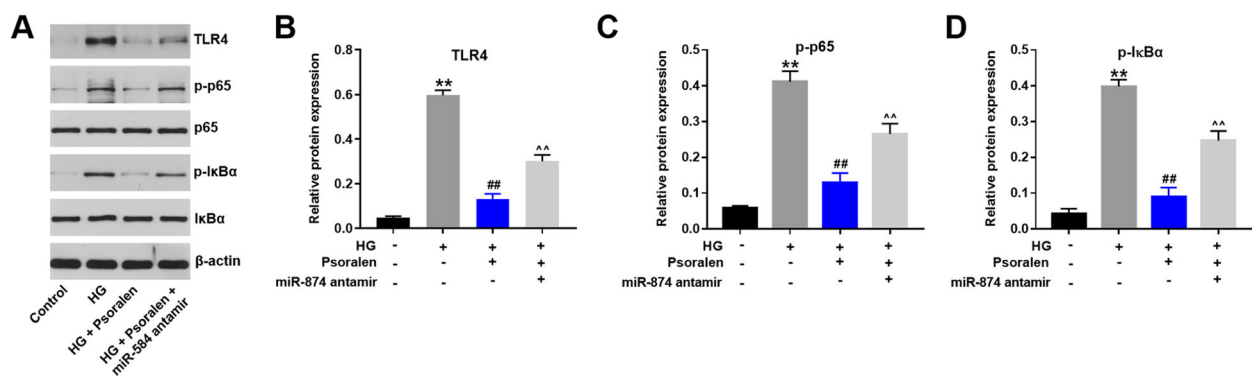 A
TLR4
p-p65
p65
p-IκBα
IκBα
β-actin
Control
HG
HG + Psoralen
HG + Psoralen +
miR-584 antamir
B
TLR4
Relative protein expression
0.8
0.6
0.4
0.2
0.0
**
##
^^
HG - + + +
Psoralen - - + +
miR-874 antamir - - - +
C
p-p65
Relative protein expression
0.5
0.4
0.3
0.2
0.1
0.0
**
##
^^
HG - + + +
Psoralen - - + +
miR-874 antamir - - - +
D
p-IκBα
Relative protein expression
0.5
0.4
0.3
0.2
0.1
0.0
**
##
^^
HG - + + +
Psoralen - - + +
miR-874 antamir - - - +